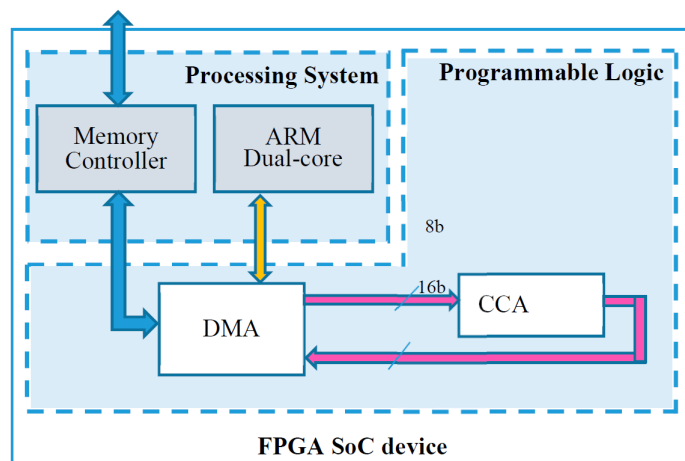 Processing System
Programmable Logic
Memory
Controller
ARM
Dual-core
8b
16b
CCA
DMA
FPGA SoC device